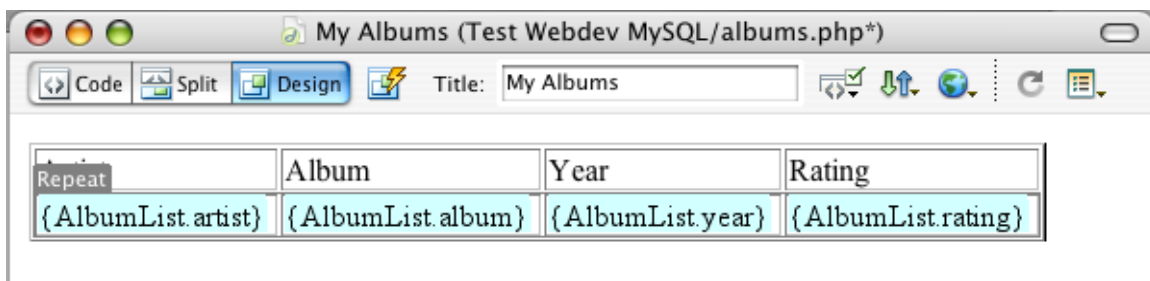 My Albums (Test Webdev MySQL/albums.php*)
Code Split Design Title: My Albums
Album Year Rating
Repeat
{AlbumList.artist} {AlbumList.album} {AlbumList.year} {AlbumList.rating}